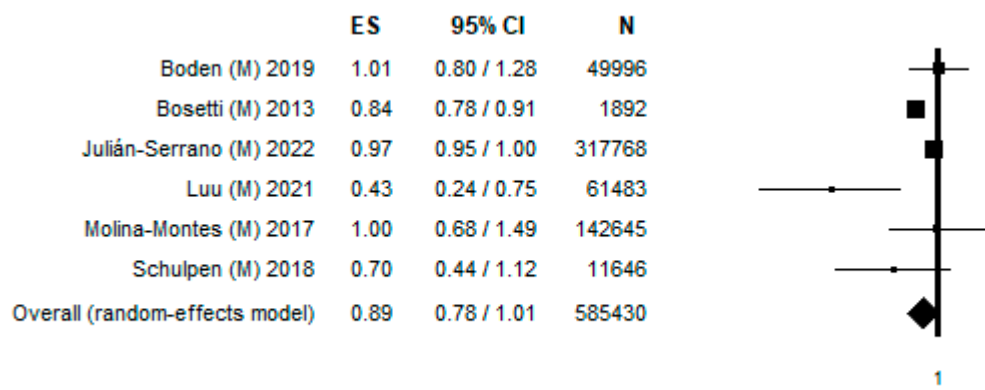 ES 95% CI N
Boden (M) 2019 1.01 0.80 / 1.28 49996
Bosetti (M) 2013 0.84 0.78 / 0.91 1892
Julián-Serrano (M) 2022 0.97 0.95 / 1.00 317768
Luu (M) 2021 0.43 0.24 / 0.75 61483
Molina-Montes (M) 2017 1.00 0.68 / 1.49 142645
Schulpen (M) 2018 0.70 0.44 / 1.12 11646
Overall (random-effects model) 0.89 0.78 / 1.01 585430
1